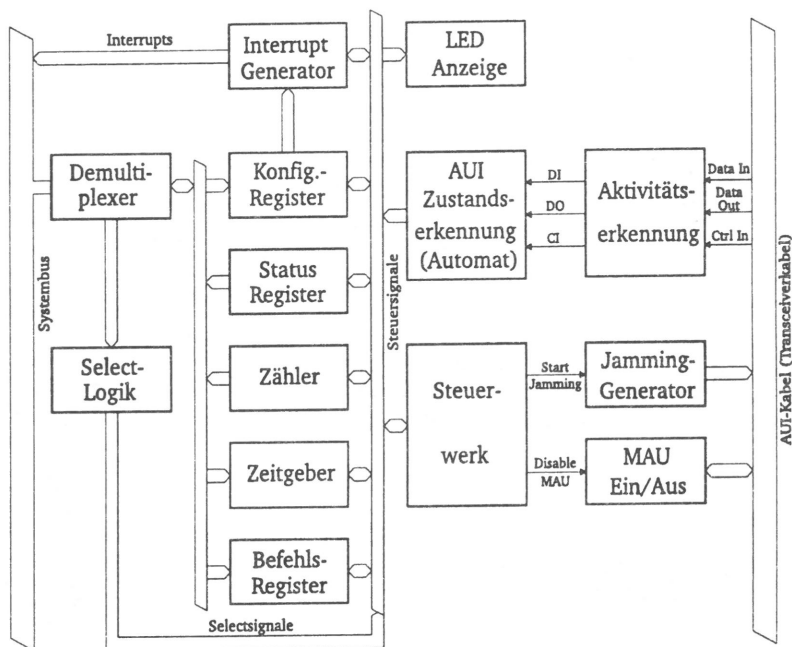 Interrupts
Interrupt
Generator
LED
Anzeige
Demulti-
plexer
Konfig.-
Register
AUI
Zustands-
erkennung
(Automat)
DI
DO
CI
Aktivitäts-
erkennung
Data In
Data
Out
Ctrl In
Status
Register
Systembus
Steuersignale
AUI-Kabel (Transceiverkabel)
Select-
Logik
Zähler
Steuer-
werk
Start
Jamming
Jamming-
Generator
Zeitgeber
Disable
MAU
MAU
Ein/Aus
Befehls-
Register
Selectsignale